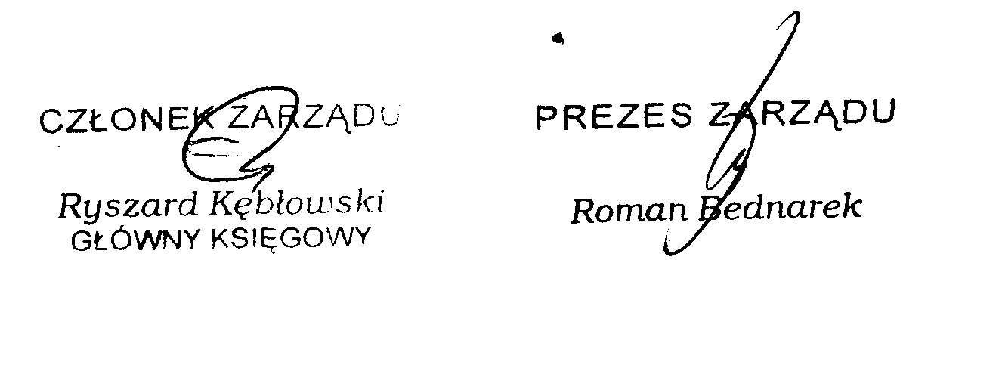 CZŁONEK ZARZĄDU
Ryszard Kębłowski
GŁÓWNY KSIĘGOWY
PREZES ZARZĄDU
Roman Bednarek